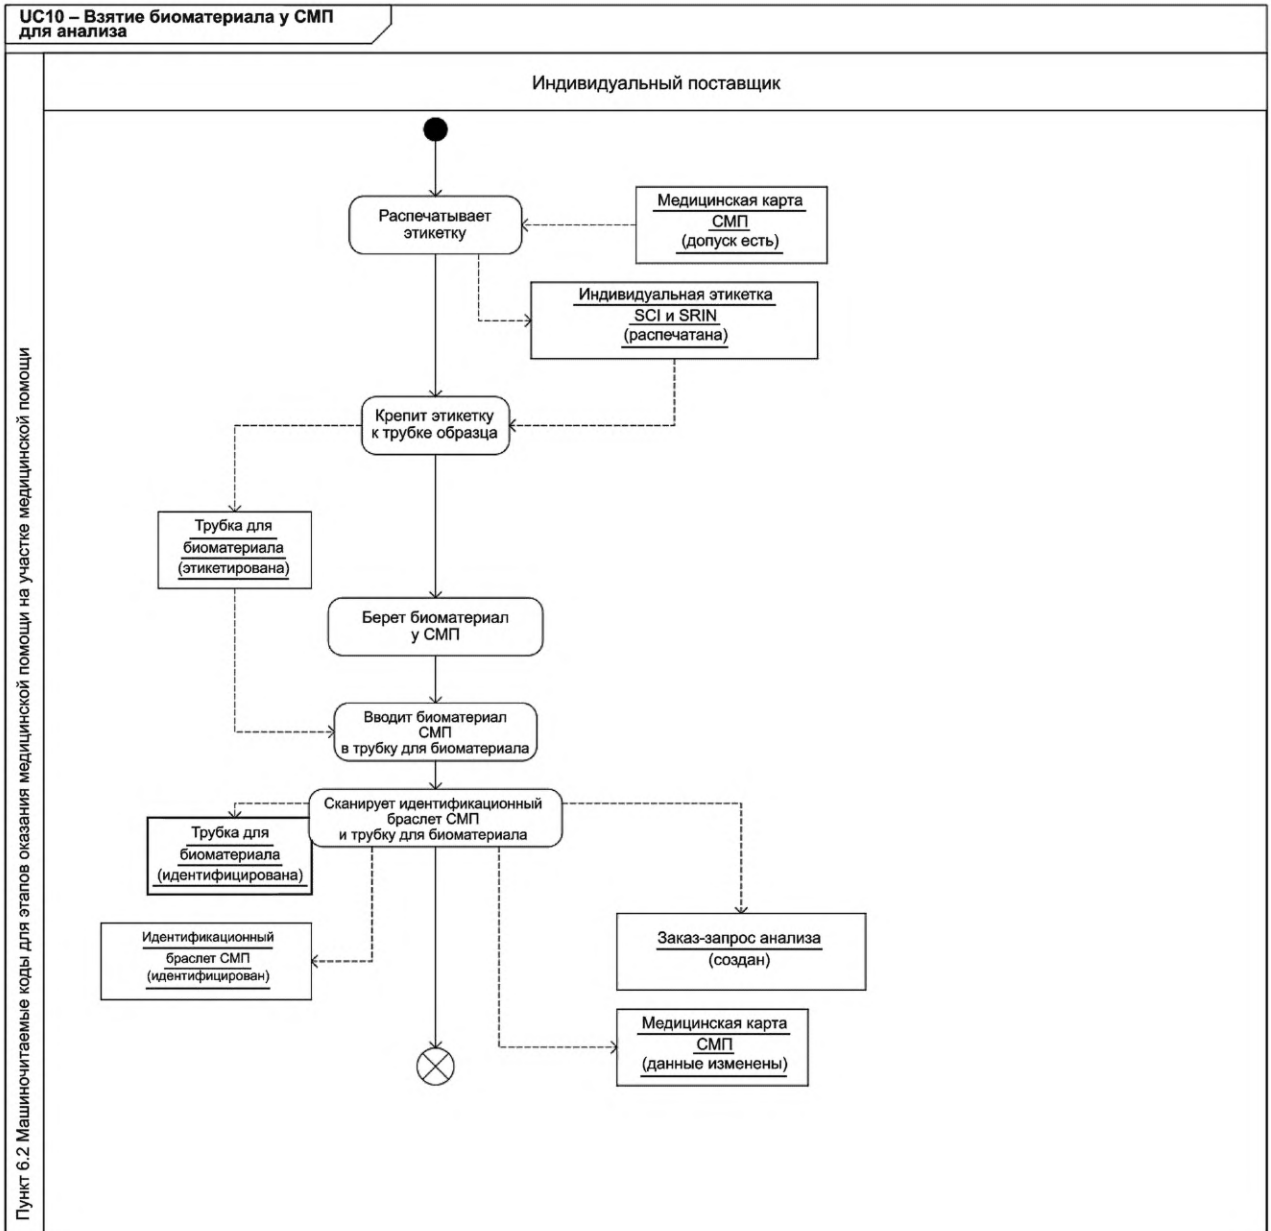 UC10 – Взятие биоматериала у СМП
для анализа
Индивидуальный поставщик
Пункт 6.2 Машиночитаемые коды для этапов оказания медицинской помощи на участке медицинской помощи
Распечатывает
этикетку
Медицинская карта
СМП
(допуск есть)
Индивидуальная этикетка
SCI и SRIN
(распечатана)
Крепит этикетку
к трубке образца
Трубка для
биоматериала
(этикетирована)
Берет биоматериал
у СМП
Вводит биоматериал
СМП
в трубку для биоматериала
Сканирует идентификационный
браслет СМП
и трубку для биоматериала
Трубка для
биоматериала
(идентифицирована)
Идентификационный
браслет СМП
(идентифицирован)
Заказ-запрос анализа
(создан)
Медицинская карта
СМП
(данные изменены)